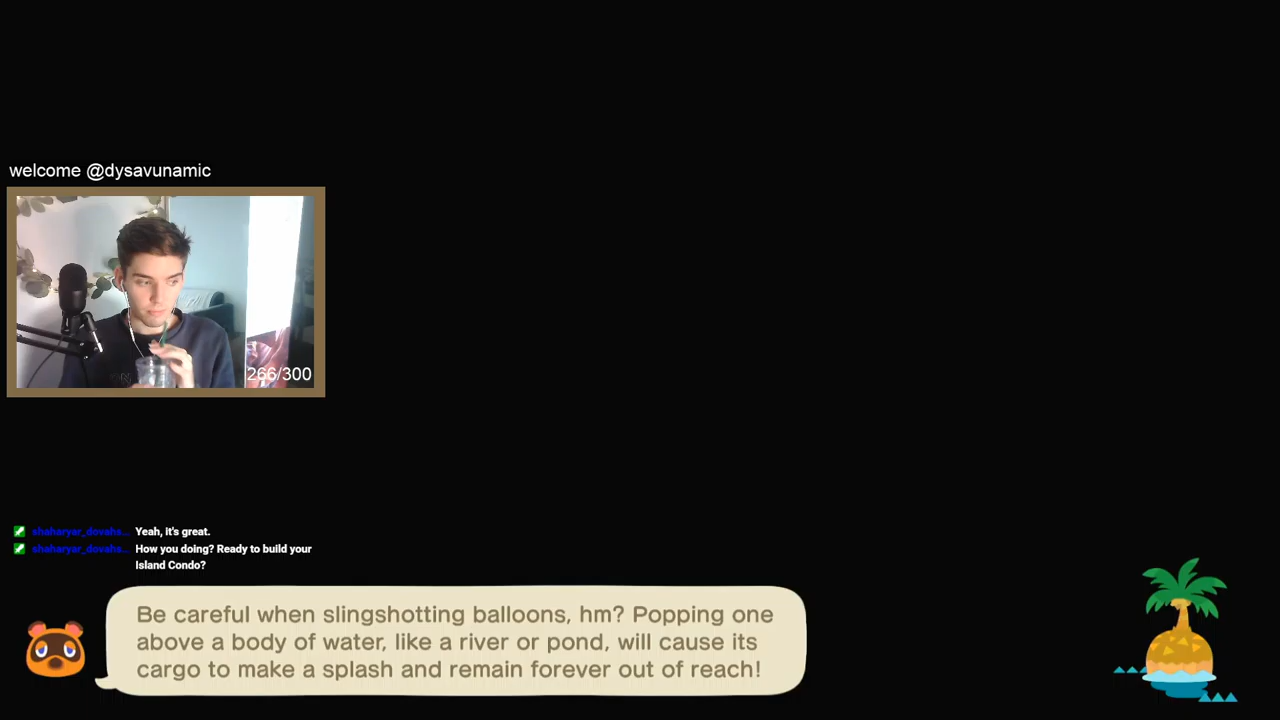 welcome @dysavunamic
266/300
shaharyar_dovahs... Yeah, it's great.
shaharyar_dovahs... How you doing? Ready to build your
Island Condo?
Be careful when slingshotting balloons, hm? Popping one
above a body of water, like a river or pond, will cause its
cargo to make a splash and remain forever out of reach!